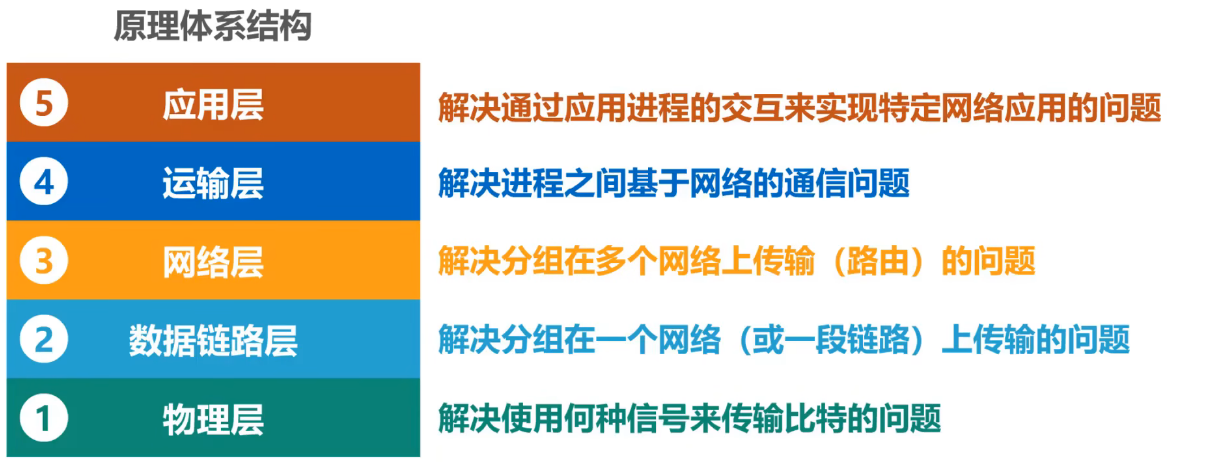 原理体系结构
5 应用层 解决通过应用进程的交互来实现特定网络应用的问题
4 运输层 解决进程之间基于网络的通信问题
3 网络层 解决分组在多个网络上传输（路由）的问题
2 数据链路层 解决分组在一个网络（或一段链路）上传输的问题
1 物理层 解决使用何种信号来传输比特的问题